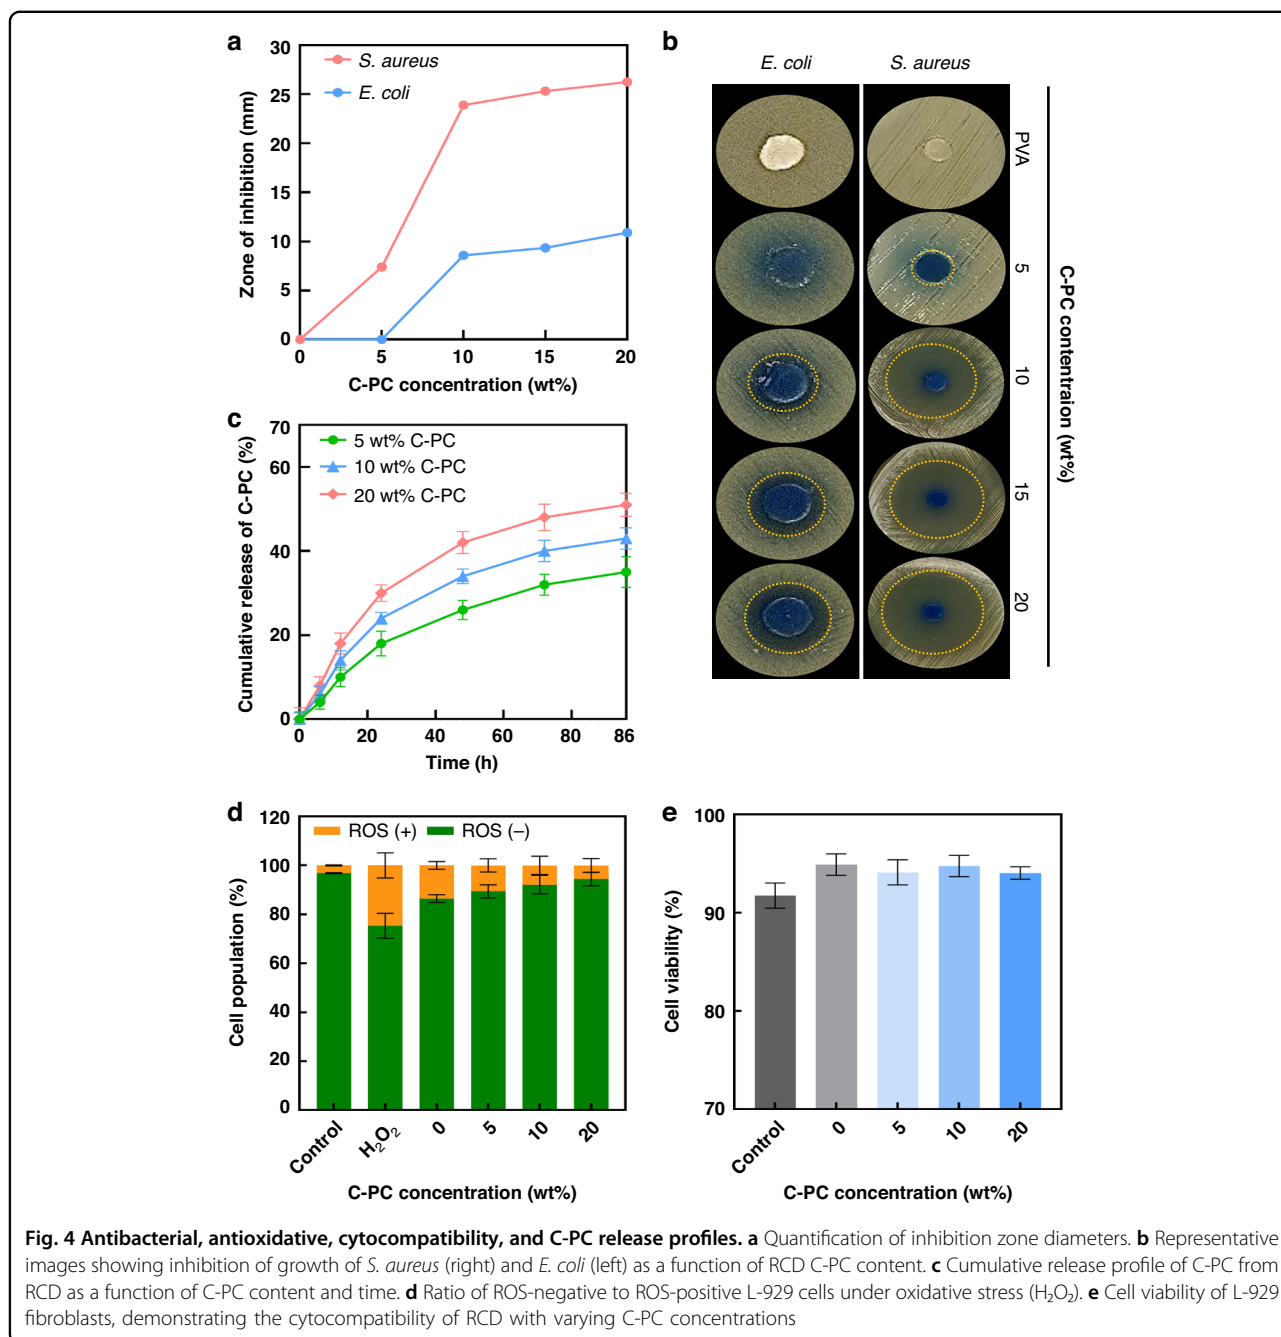 a
30
25
20
15
10
5
0
Zone of inhibition (mm)
S. aureus
E. coli
0 5 10 15 20
C-PC concentration (wt%)
b
E. coli S. aureus
PVA
5
10
15
20
C-PC contentraion (wt%)
c
70
60
40
20
0
Cumulative release of C-PC (%)
5 wt% C-PC
10 wt% C-PC
20 wt% C-PC
0 20 40 60 80 86
Time (h)
d
120
100
80
60
40
20
0
Cell population (%)
ROS (+) ROS (–)
Control H₂O₂ 0 5 10 20
C-PC concentration (wt%)
e
100
90
80
70
Cell viability (%)
Control 0 5 10 20
C-PC concentration (wt%)
Fig. 4 Antibacterial, antioxidative, cytocompatibility, and C-PC release profiles. a Quantification of inhibition zone diameters. b Representative
images showing inhibition of growth of S. aureus (right) and E. coli (left) as a function of RCD C-PC content. c Cumulative release profile of C-PC from
RCD as a function of C-PC content and time. d Ratio of ROS-negative to ROS-positive L-929 cells under oxidative stress (H₂O₂). e Cell viability of L-929
fibroblasts, demonstrating the cytocompatibility of RCD with varying C-PC concentrations